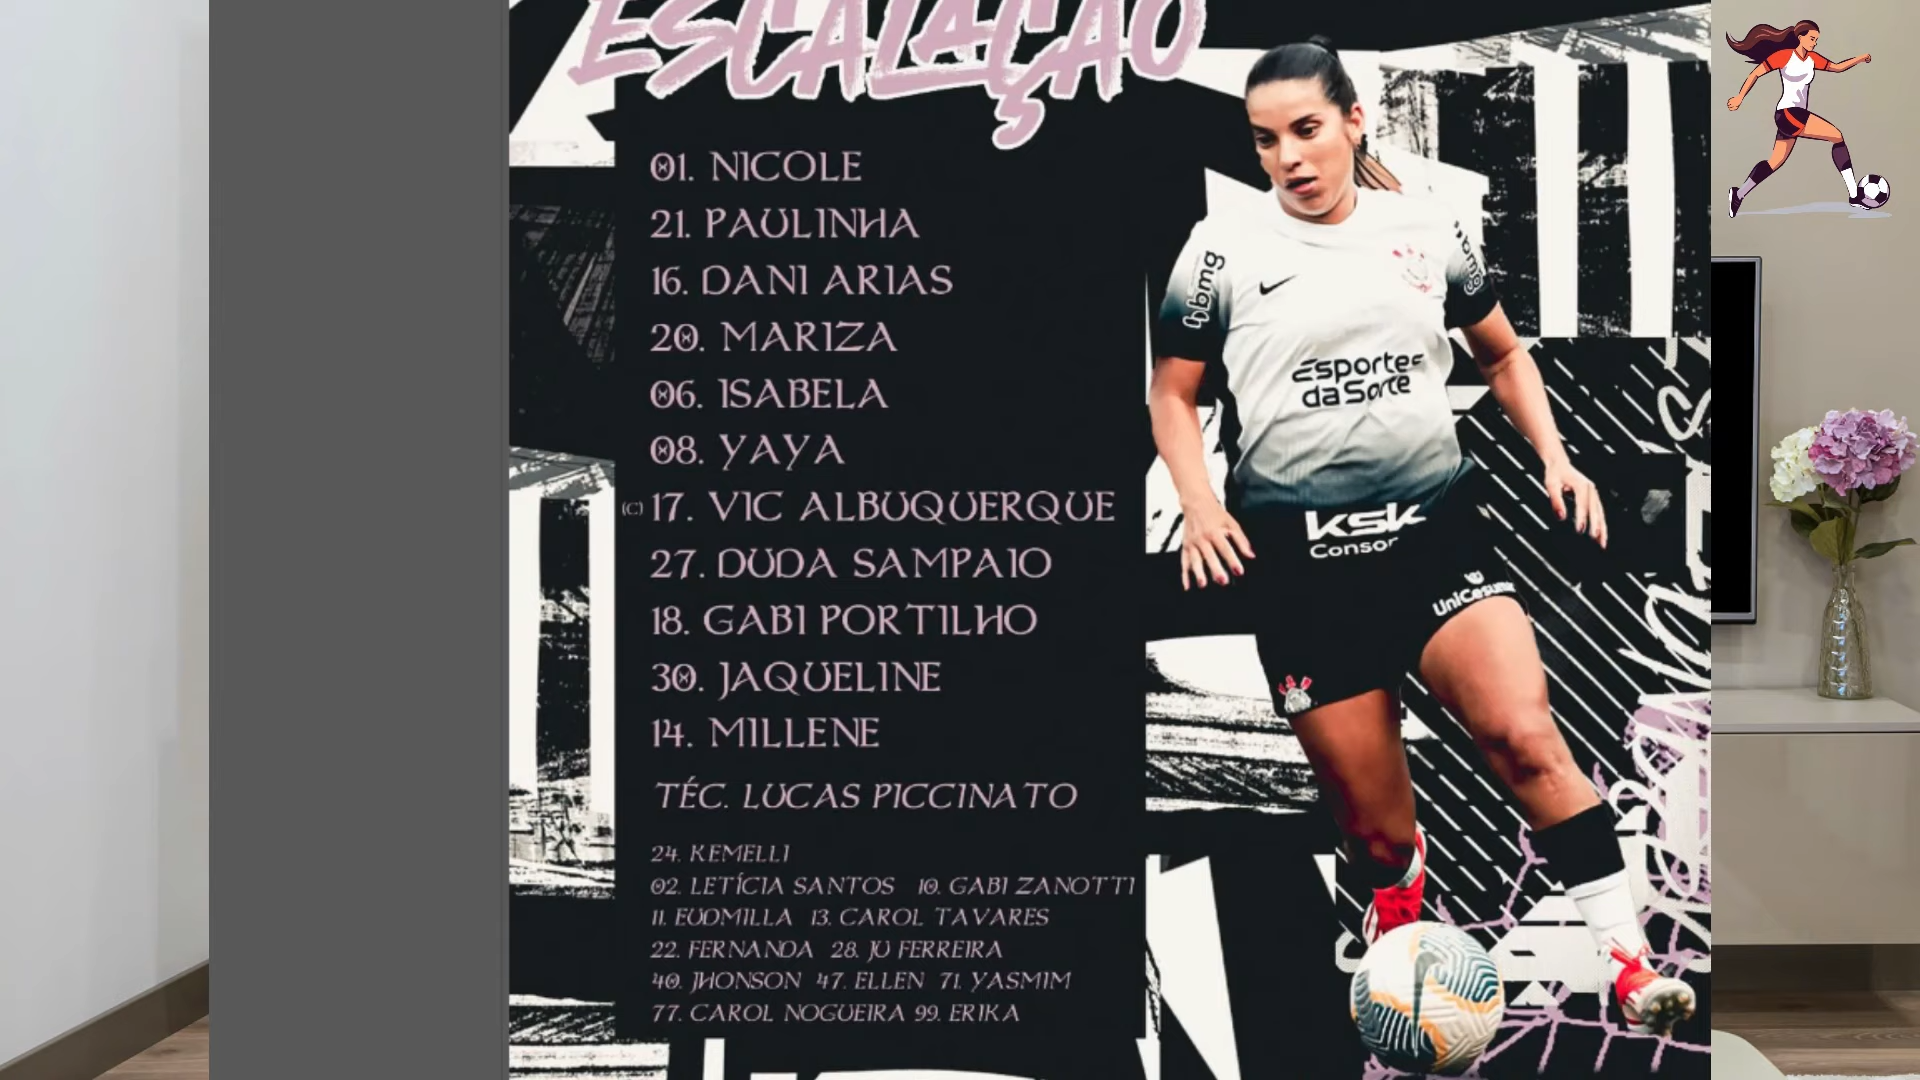 ESCALAÇÃO
01. NICOLE
21. PAULINHA
16. DANI ARIAS
20. MARIZA
06. ISABELA
08. YAYA
(C) 17. VIC ALBUQUERQUE
27. DUDA SAMPAIO
18. GABI PORTILHO
30. JAQUELINE
14. MILLENE
TÉC. LUCAS PICCINATO
24. KEMELLI
02. LETÍCIA SANTOS 10. GABI ZANOTTI
11. EUDMILLA 13. CAROL TAVARES
22. FERNANDA 28. JU FERREIRA
40. JHONSON 47. ELLEN 71. YASMIM
77. CAROL NOGUEIRA 99. ERIKA
bmg
bmg
Esportes
da Sorte
ksk
UniCesumar